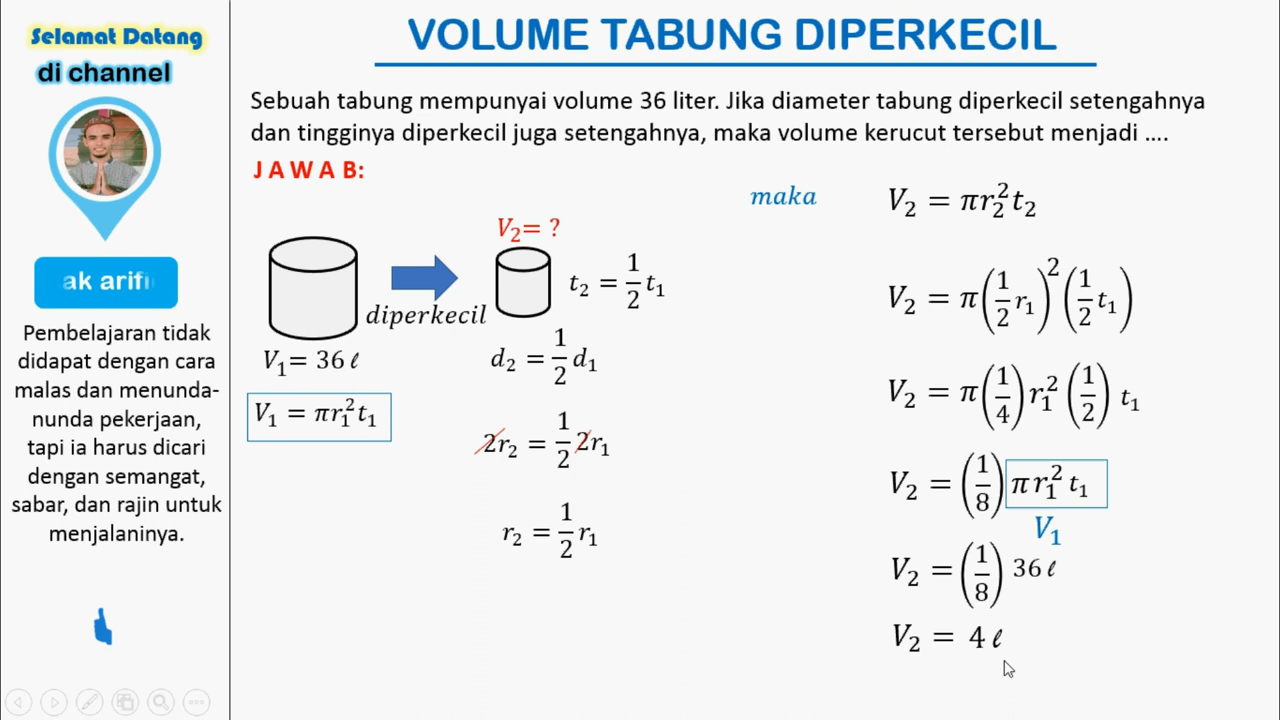 Selamat Datang
di channel
ak arifi
Pembelajaran tidak
didapat dengan cara
malas dan menunda-
nunda pekerjaan,
tapi ia harus dicari
dengan semangat,
sabar, dan rajin untuk
menjalaninya.
VOLUME TABUNG DIPERKECIL
Sebuah tabung mempunyai volume 36 liter. Jika diameter tabung diperkecil setengahnya
dan tingginya diperkecil juga setengahnya, maka volume kerucut tersebut menjadi ....
J A W A B:
V₁= 36 ℓ
V₁ = πr₁²t₁
diperkecil
V₂= ?
t₂ = 1/2 t₁
d₂ = 1/2 d₁
2r₂ = 1/2 2r₁
r₂ = 1/2 r₁
maka
V₂ = πr₂²t₂
V₂ = π(1/2 r₁)²(1/2 t₁)
V₂ = π(1/4)r₁²(1/2) t₁
V₂ = (1/8) π r₁² t₁
V₁
V₂ = (1/8) 36 ℓ
V₂ = 4 ℓ